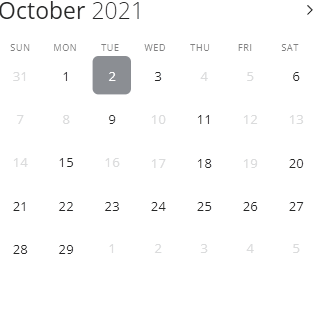 October 2021
SUN MON TUE WED THU FRI SAT
31 1 2 3 4 5 6
7 8 9 10 11 12 13
14 15 16 17 18 19 20
21 22 23 24 25 26 27
28 29 1 2 3 4 5